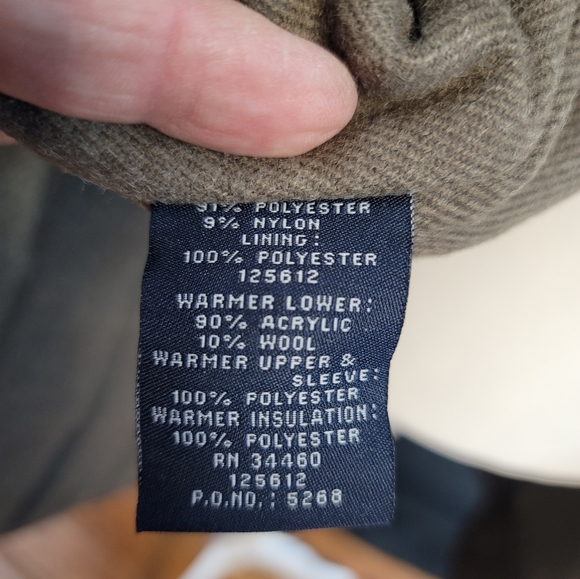 91% POLYESTER
9% NYLON
LINING:
100% POLYESTER
125612
WARMER LOWER:
90% ACRYLIC
10% WOOL
WARMER UPPER &
SLEEVE:
100% POLYESTER
WARMER INSULATION:
100% POLYESTER
RN 34460
125612
P.O.NO.: 5268